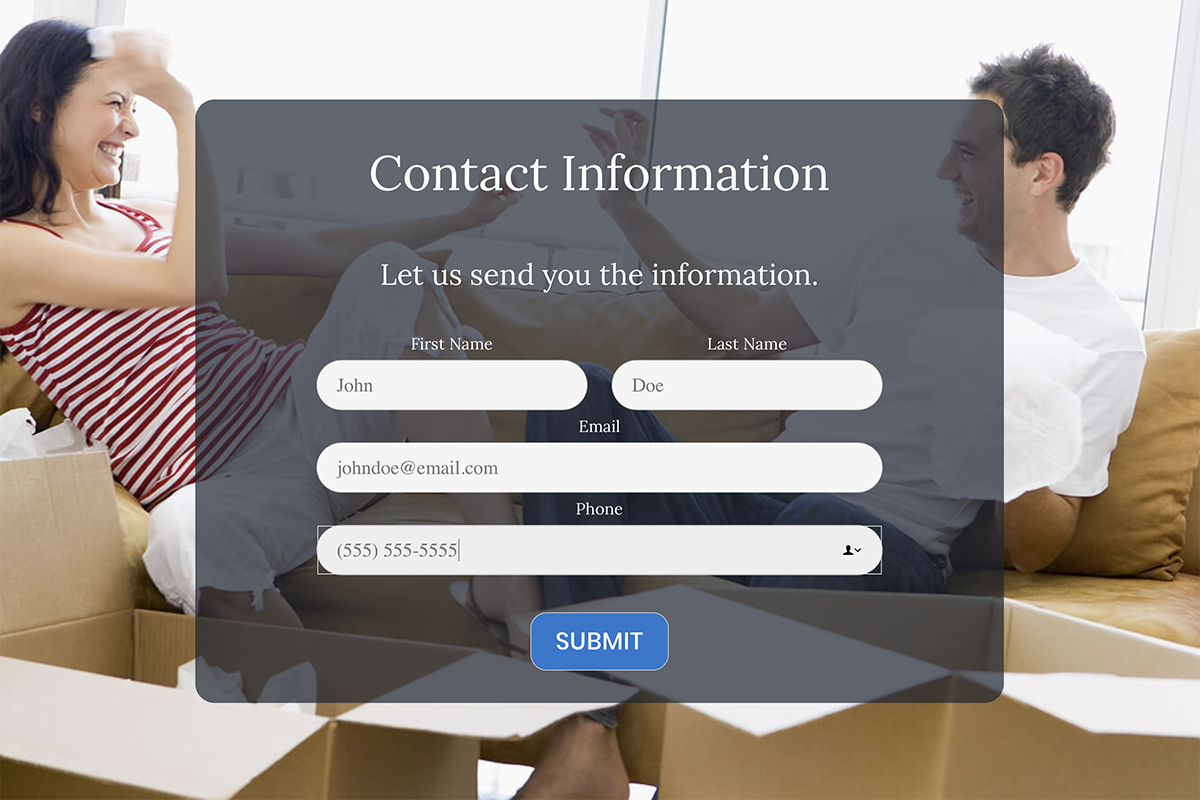 Contact Information
Let us send you the information.
First Name Last Name
John Doe
Email
johndoe@email.com
Phone
(555) 555-5555
SUBMIT